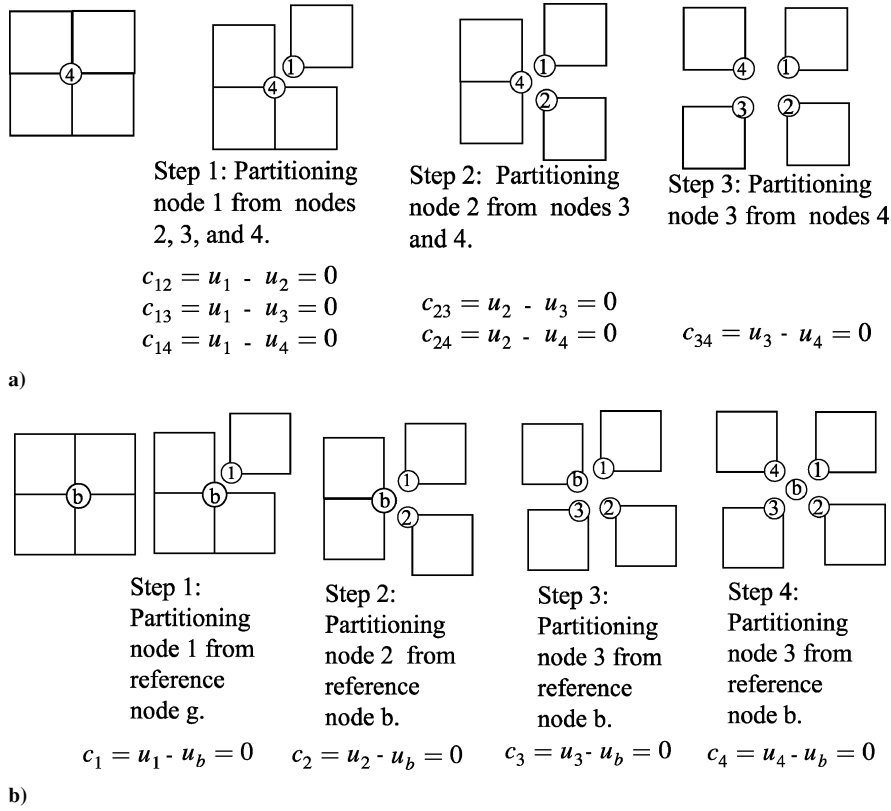 4
4
1
4
1
2
4
1
3
2
Step 1: Partitioning
node 1 from nodes
2, 3, and 4.
Step 2: Partitioning
node 2 from nodes 3
and 4.
Step 3: Partitioning
node 3 from nodes 4
c12 = u1 - u2 = 0
c13 = u1 - u3 = 0
c14 = u1 - u4 = 0
c23 = u2 - u3 = 0
c24 = u2 - u4 = 0
c34 = u3 - u4 = 0
a)
b
b
1
b
1
2
b
1
3
2
4
1
b
3
2
Step 1:
Partitioning
node 1 from
reference
node g.
Step 2:
Partitioning
node 2 from
reference
node b.
Step 3:
Partitioning
node 3 from
reference
node b.
Step 4:
Partitioning
node 3 from
reference
node b.
c1 = u1 - ub = 0
c2 = u2 - ub = 0
c3 = u3 - ub = 0
c4 = u4 - ub = 0
b)